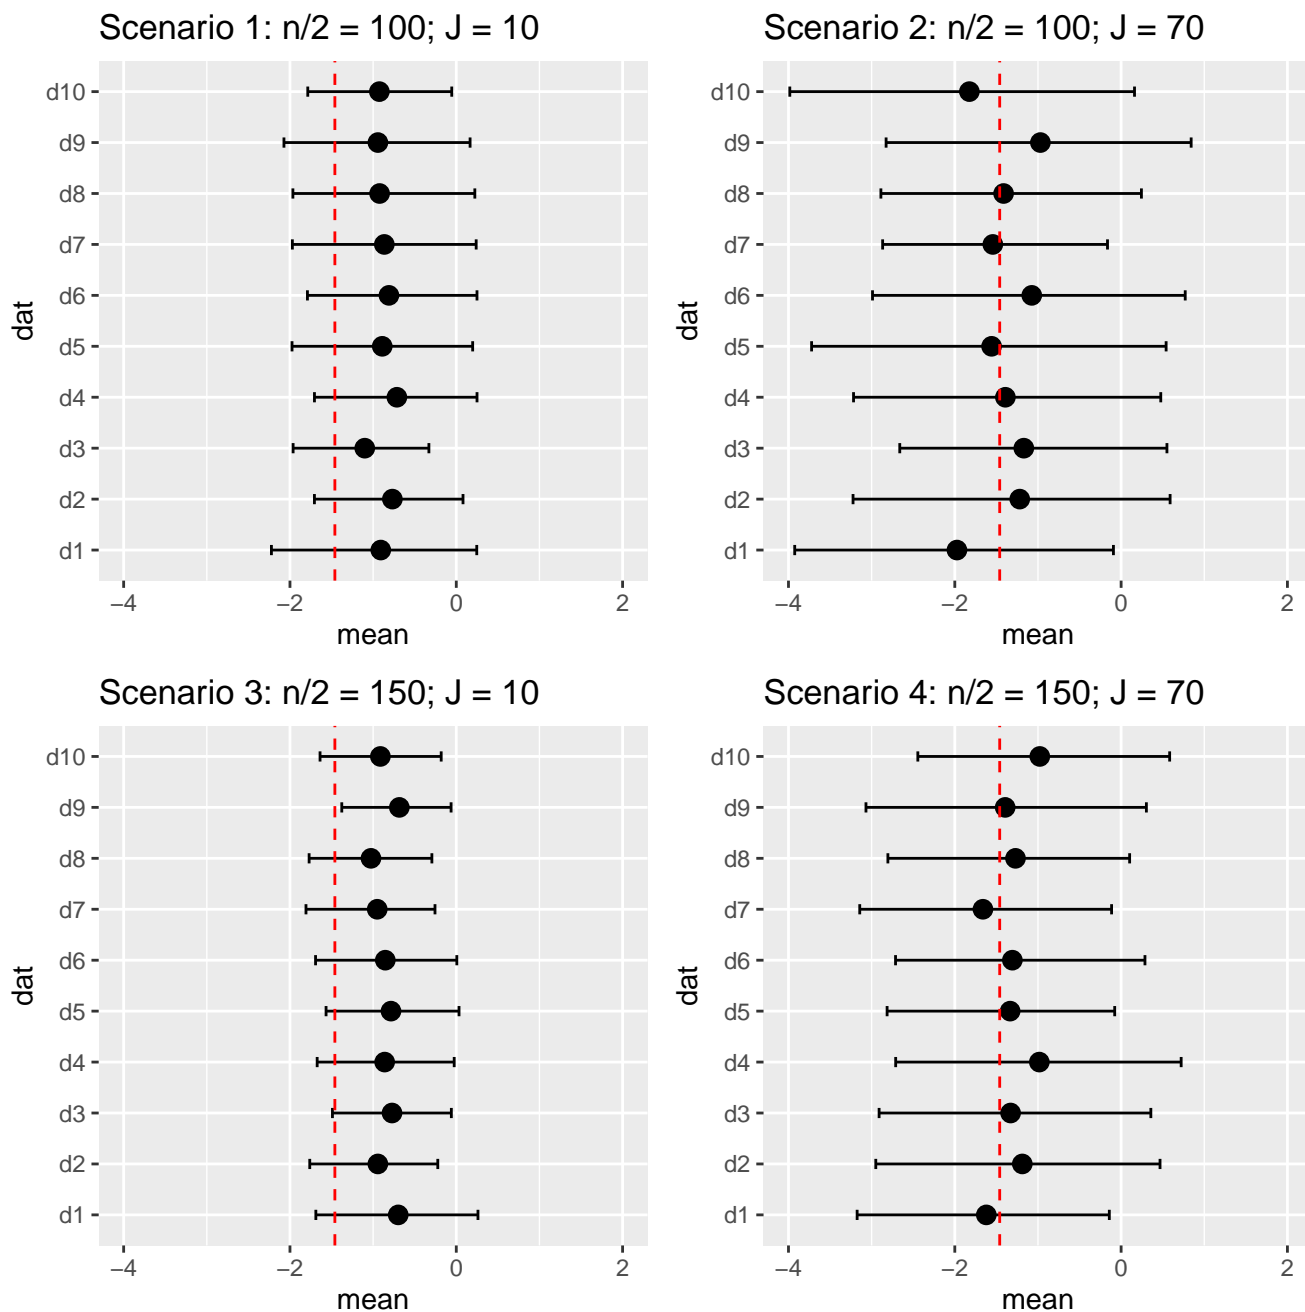 Scenario 1: n/2 = 100; J = 10
d10
d9
d8
d7
d6
d5
d4
d3
d2
d1
dat
−4 −2 0 2
mean
Scenario 2: n/2 = 100; J = 70
d10
d9
d8
d7
d6
d5
d4
d3
d2
d1
dat
−4 −2 0 2
mean
Scenario 3: n/2 = 150; J = 10
d10
d9
d8
d7
d6
d5
d4
d3
d2
d1
dat
−4 −2 0 2
mean
Scenario 4: n/2 = 150; J = 70
d10
d9
d8
d7
d6
d5
d4
d3
d2
d1
dat
−4 −2 0 2
mean